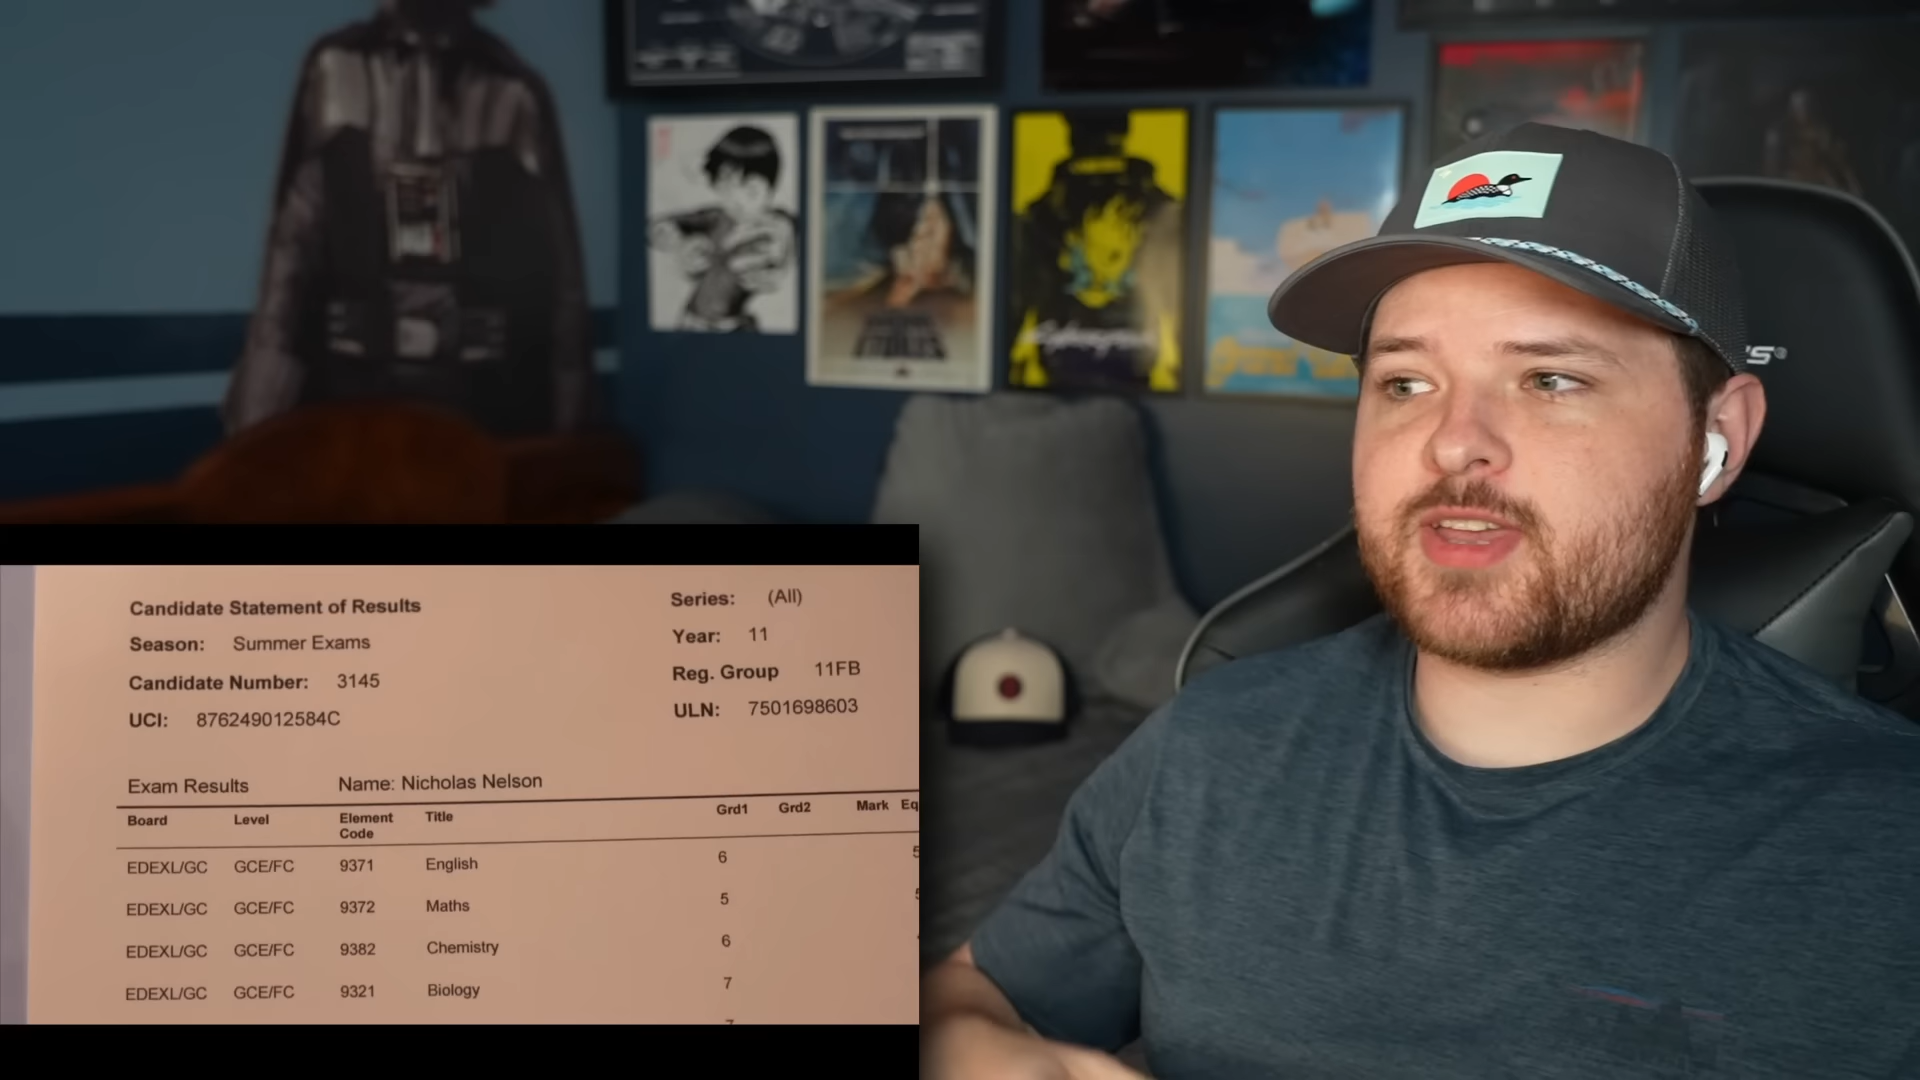 Candidate Statement of Results
Season: Summer Exams
Candidate Number: 3145
UCI: 876249012584C
Series: (All)
Year: 11
Reg. Group 11FB
ULN: 7501698603
Exam Results Name: Nicholas Nelson
Board Level Element Code Title Grd1 Grd2 Mark Eq
EDEXL/GC GCE/FC 9371 English 6
EDEXL/GC GCE/FC 9372 Maths 5
EDEXL/GC GCE/FC 9382 Chemistry 6
EDEXL/GC GCE/FC 9321 Biology 7